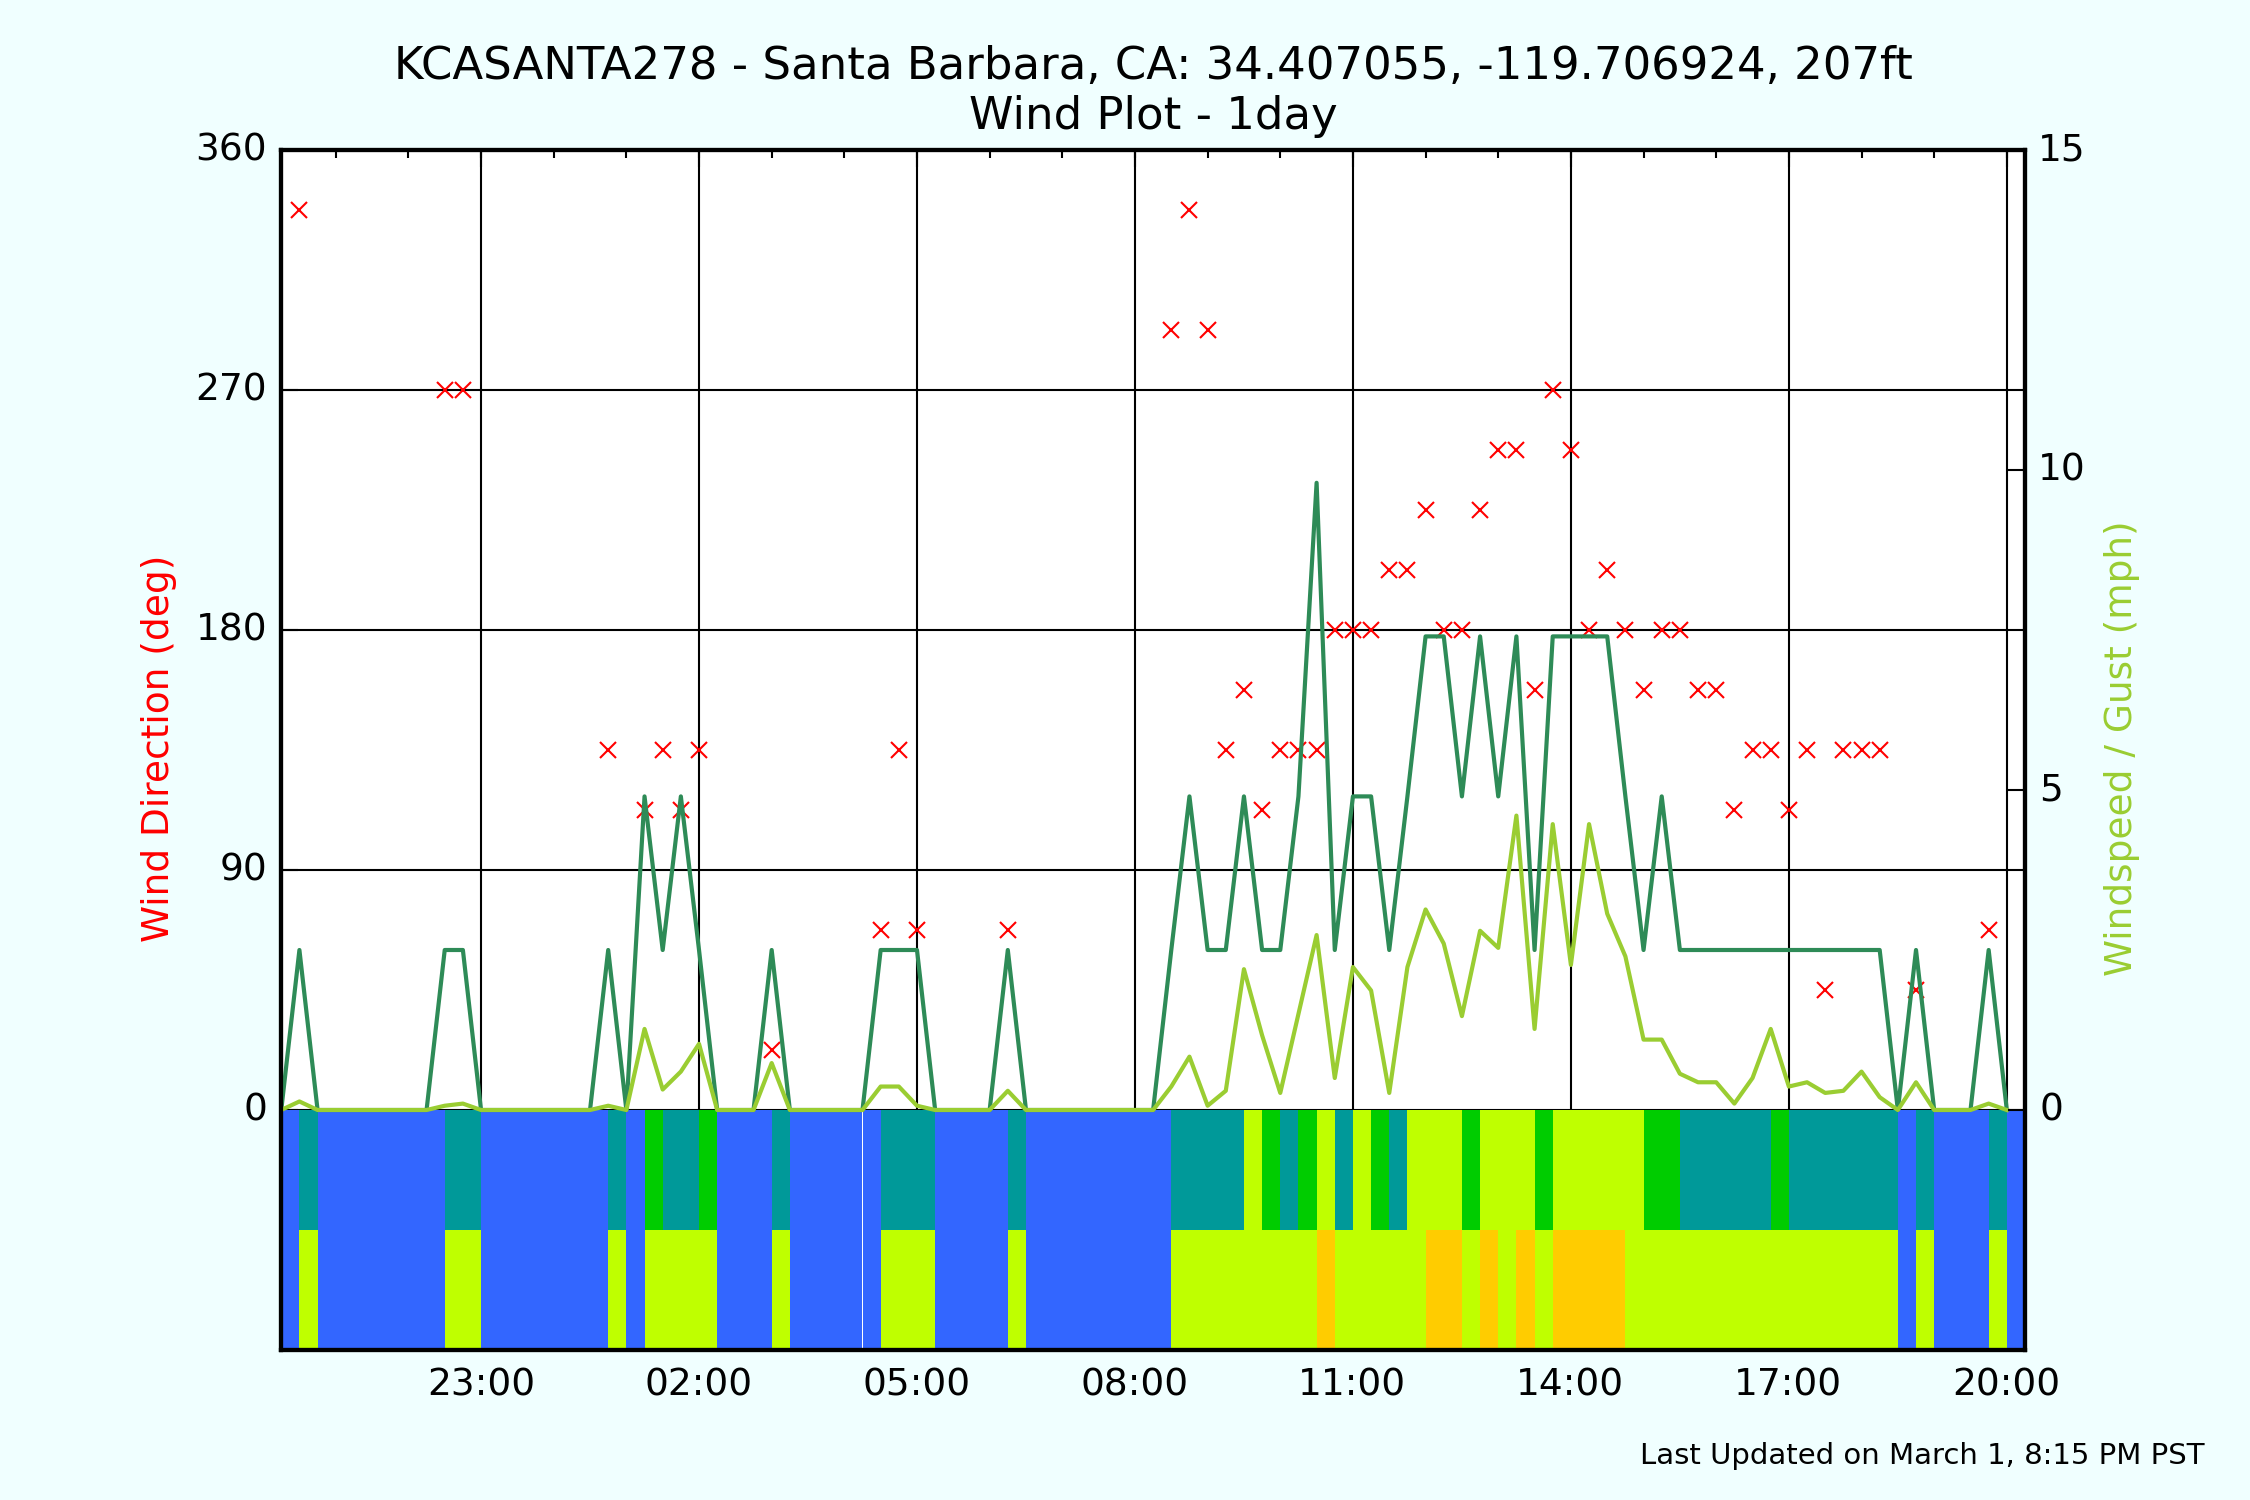 KCASANTA278 - Santa Barbara, CA: 34.407055, -119.706924, 207ft
Wind Plot - 1day
360
270
180
90
0
Wind Direction (deg)
15
10
5
0
Windspeed / Gust (mph)
23:00 02:00 05:00 08:00 11:00 14:00 17:00 20:00
Last Updated on March 1, 8:15 PM PST